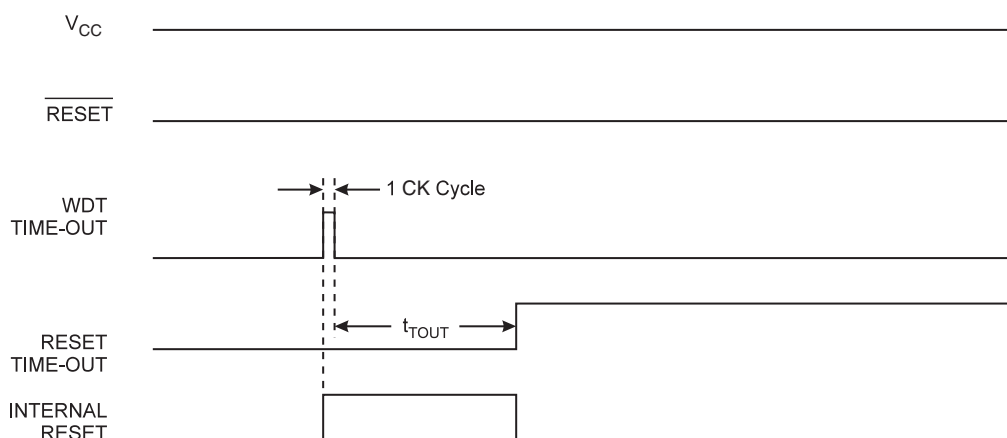 VCC
RESET
1 CK Cycle
WDT
TIME-OUT
tTOUT
RESET
TIME-OUT
INTERNAL
RESET